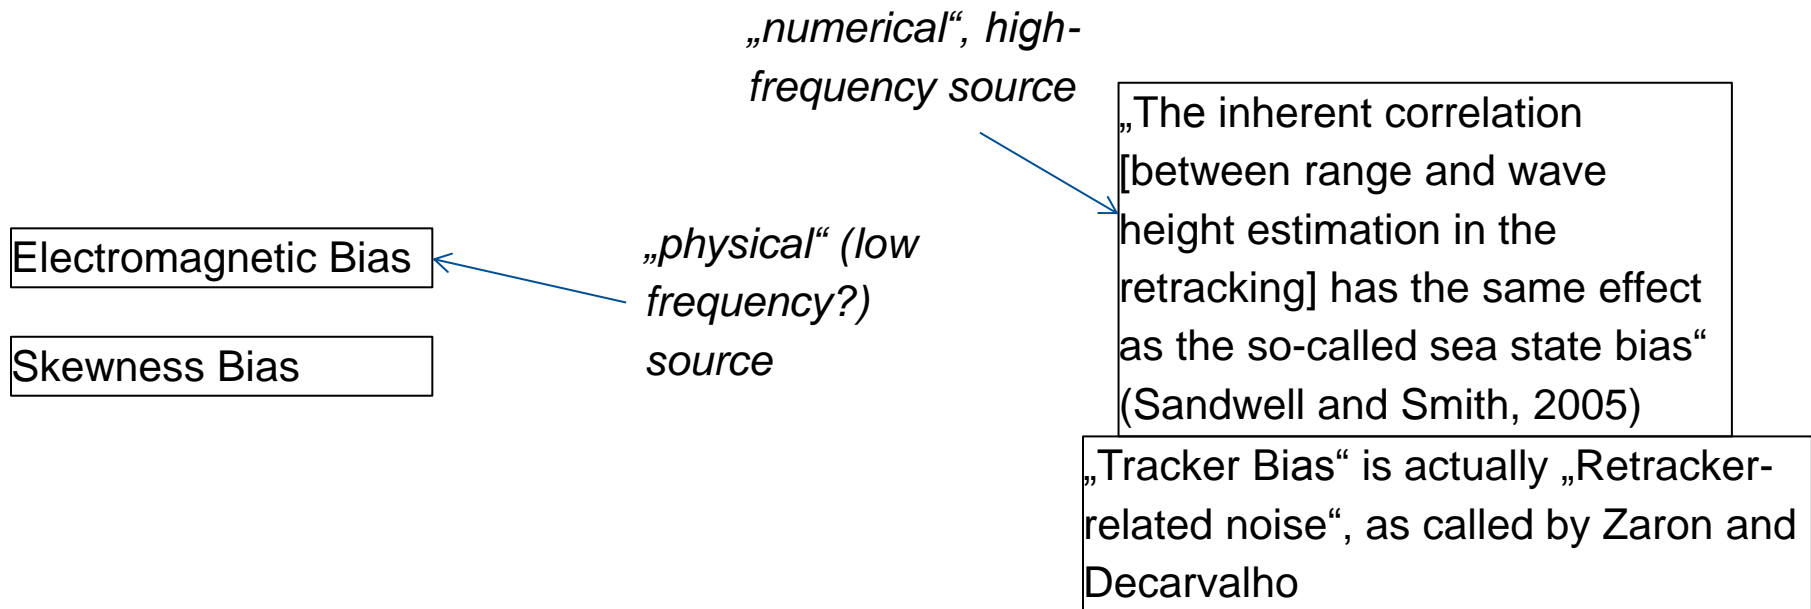 „numerical“, high-
frequency source
„The inherent correlation
[between range and wave
height estimation in the
retracking] has the same effect
as the so-called sea state bias“
(Sandwell and Smith, 2005)
Electromagnetic Bias
„physical“ (low
frequency?)
source
Skewness Bias
„Tracker Bias“ is actually „Retracker-
related noise“, as called by Zaron and
Decarvalho